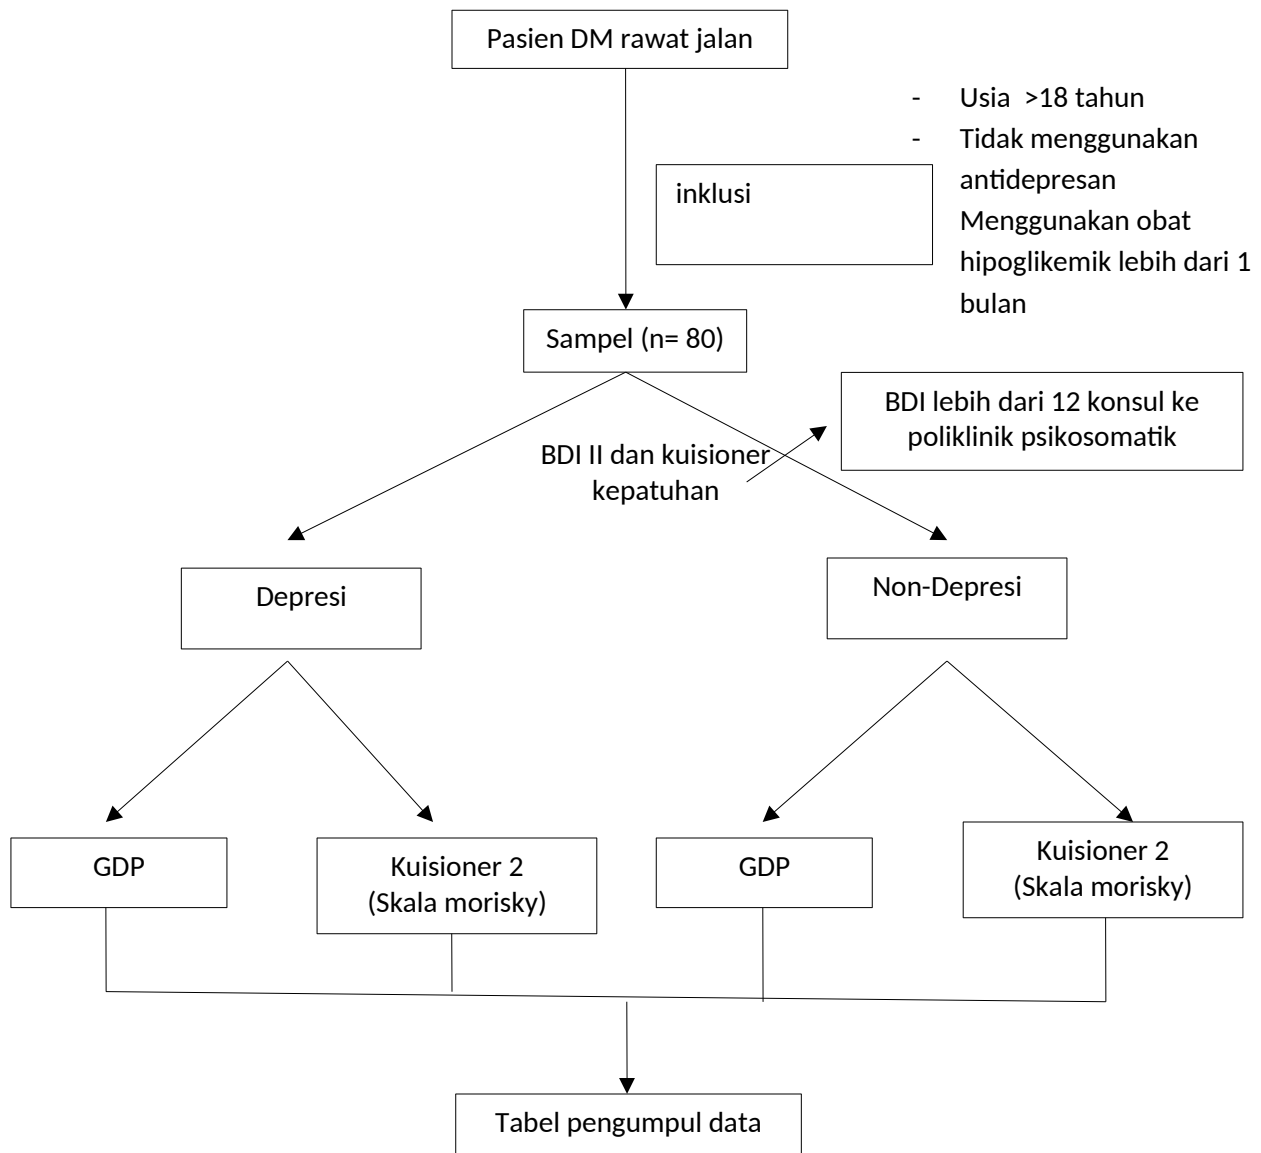 Pasien DM rawat jalan
- Usia >18 tahun
- Tidak menggunakan
antidepresan
Menggunakan obat
hipoglikemik lebih dari 1
bulan
inklusi
Sampel (n= 80)
BDI lebih dari 12 konsul ke
poliklinik psikosomatik
BDI II dan kuisioner
kepatuhan
Depresi
Non-Depresi
GDP
Kuisioner 2
(Skala morisky)
GDP
Kuisioner 2
(Skala morisky)
Tabel pengumpul data